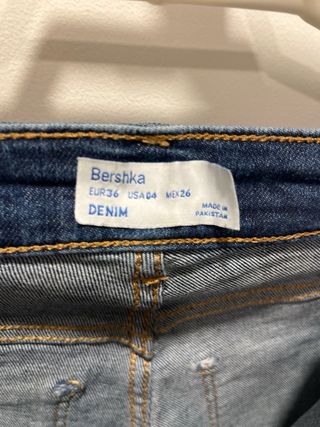 Bershka
EUR36 USA04 MEX26
DENIM MADE IN
PAKISTAN